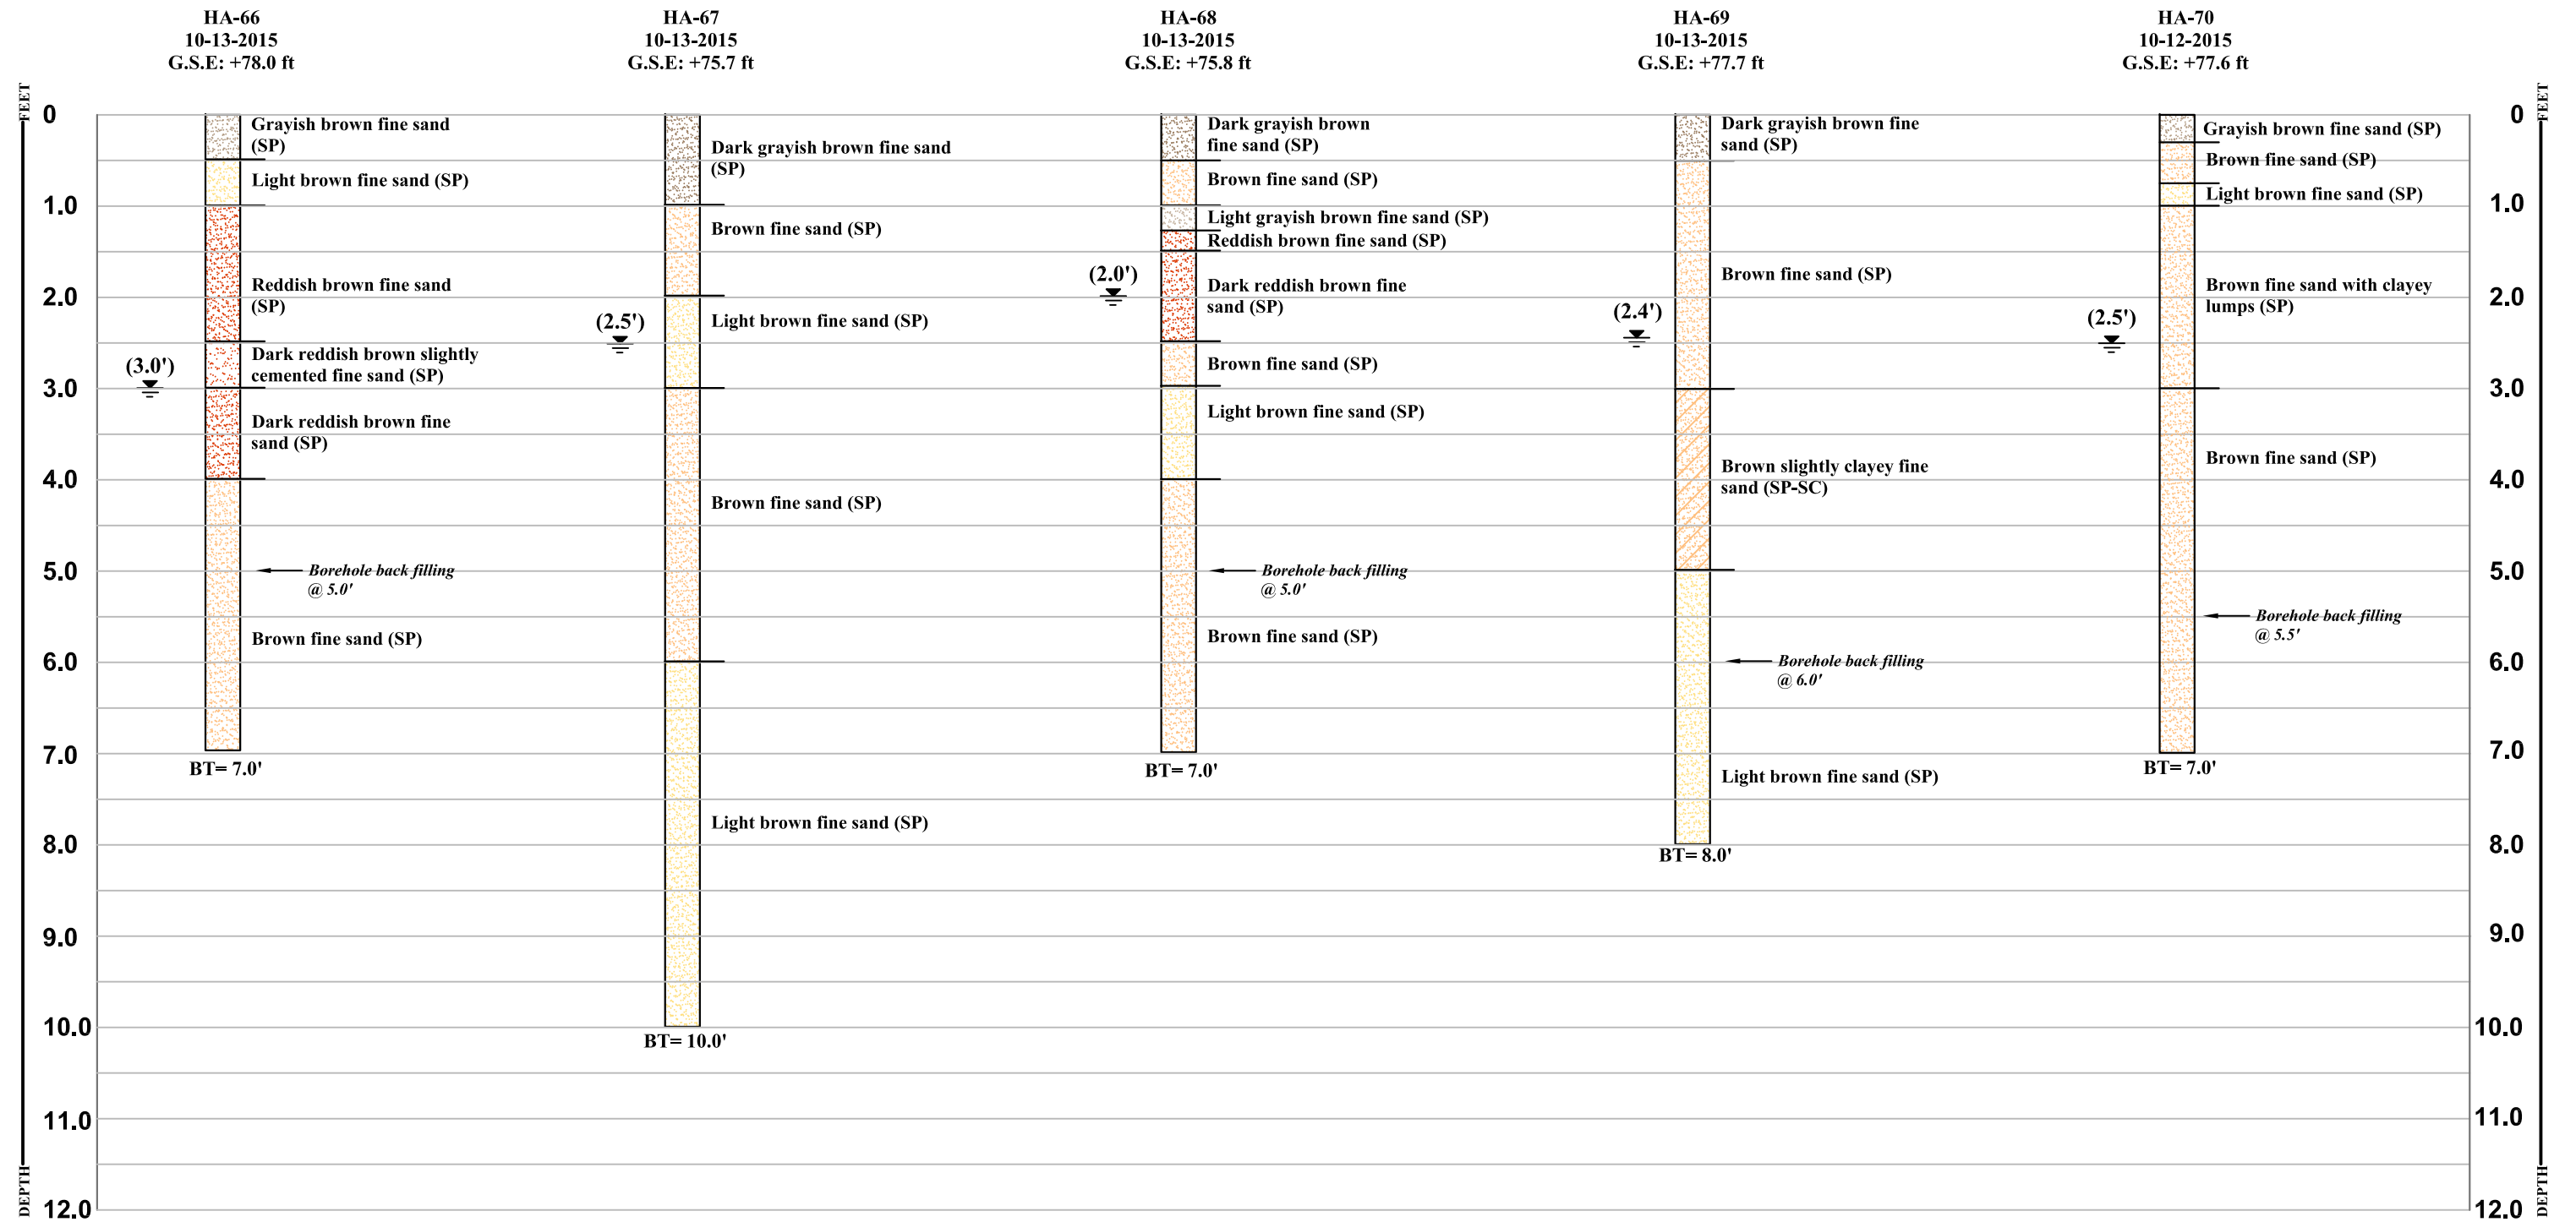 HA-66
10-13-2015
G.S.E: +78.0 ft
HA-67
10-13-2015
G.S.E: +75.7 ft
HA-68
10-13-2015
G.S.E: +75.8 ft
HA-69
10-13-2015
G.S.E: +77.7 ft
HA-70
10-12-2015
G.S.E: +77.6 ft
FEET
DEPTH
0
1.0
2.0
3.0
4.0
5.0
6.0
7.0
8.0
9.0
10.0
11.0
12.0
Grayish brown fine sand
(SP)
Light brown fine sand (SP)
Reddish brown fine sand
(SP)
Dark reddish brown slightly
cemented fine sand (SP)
(3.0')
Dark reddish brown fine
sand (SP)
Borehole back filling
@ 5.0'
Brown fine sand (SP)
BT= 7.0'
Dark grayish brown fine sand
(SP)
Brown fine sand (SP)
Light brown fine sand (SP)
(2.5')
Brown fine sand (SP)
Light brown fine sand (SP)
BT= 10.0'
Dark grayish brown
fine sand (SP)
Brown fine sand (SP)
Light grayish brown fine sand (SP)
Reddish brown fine sand (SP)
(2.0')
Dark reddish brown fine
sand (SP)
Brown fine sand (SP)
Light brown fine sand (SP)
Borehole back filling
@ 5.0'
Brown fine sand (SP)
BT= 7.0'
Dark grayish brown fine
sand (SP)
Brown fine sand (SP)
(2.4')
Brown slightly clayey fine
sand (SP-SC)
Borehole back filling
@ 6.0'
Light brown fine sand (SP)
BT= 8.0'
Grayish brown fine sand (SP)
Brown fine sand (SP)
Light brown fine sand (SP)
Brown fine sand with clayey
lumps (SP)
(2.5')
Brown fine sand (SP)
Borehole back filling
@ 5.5'
BT= 7.0'
FEET
DEPTH
0
1.0
2.0
3.0
4.0
5.0
6.0
7.0
8.0
9.0
10.0
11.0
12.0